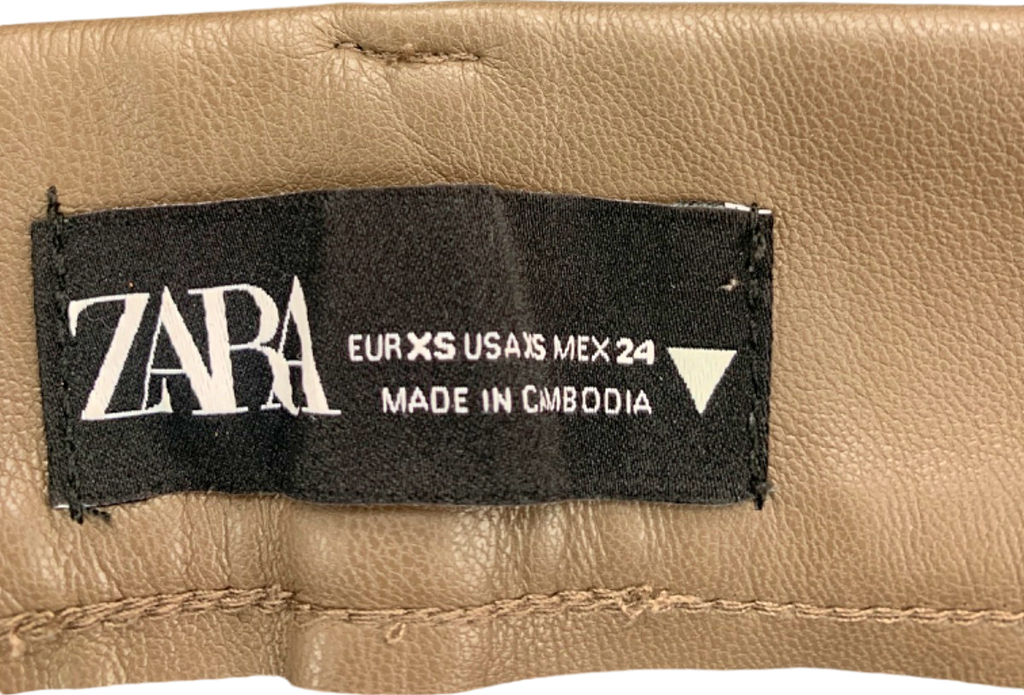 ZARA
EUR XS USA XS MEX 24
MADE IN CAMBODIA